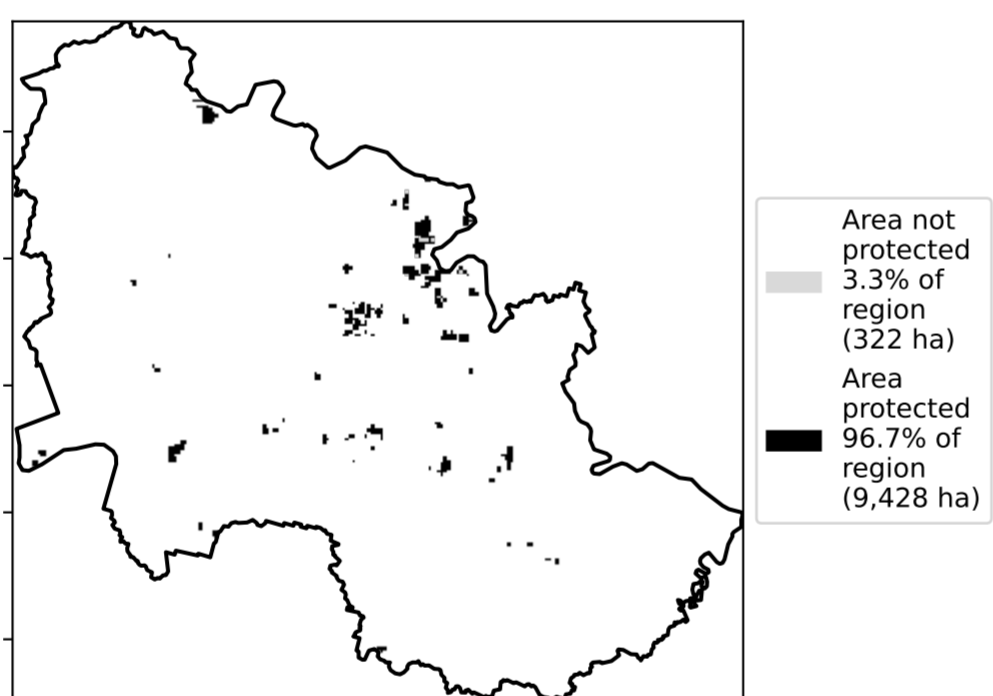 Area not
protected
3.3% of
region
(322 ha)
Area
protected
96.7% of
region
(9,428 ha)